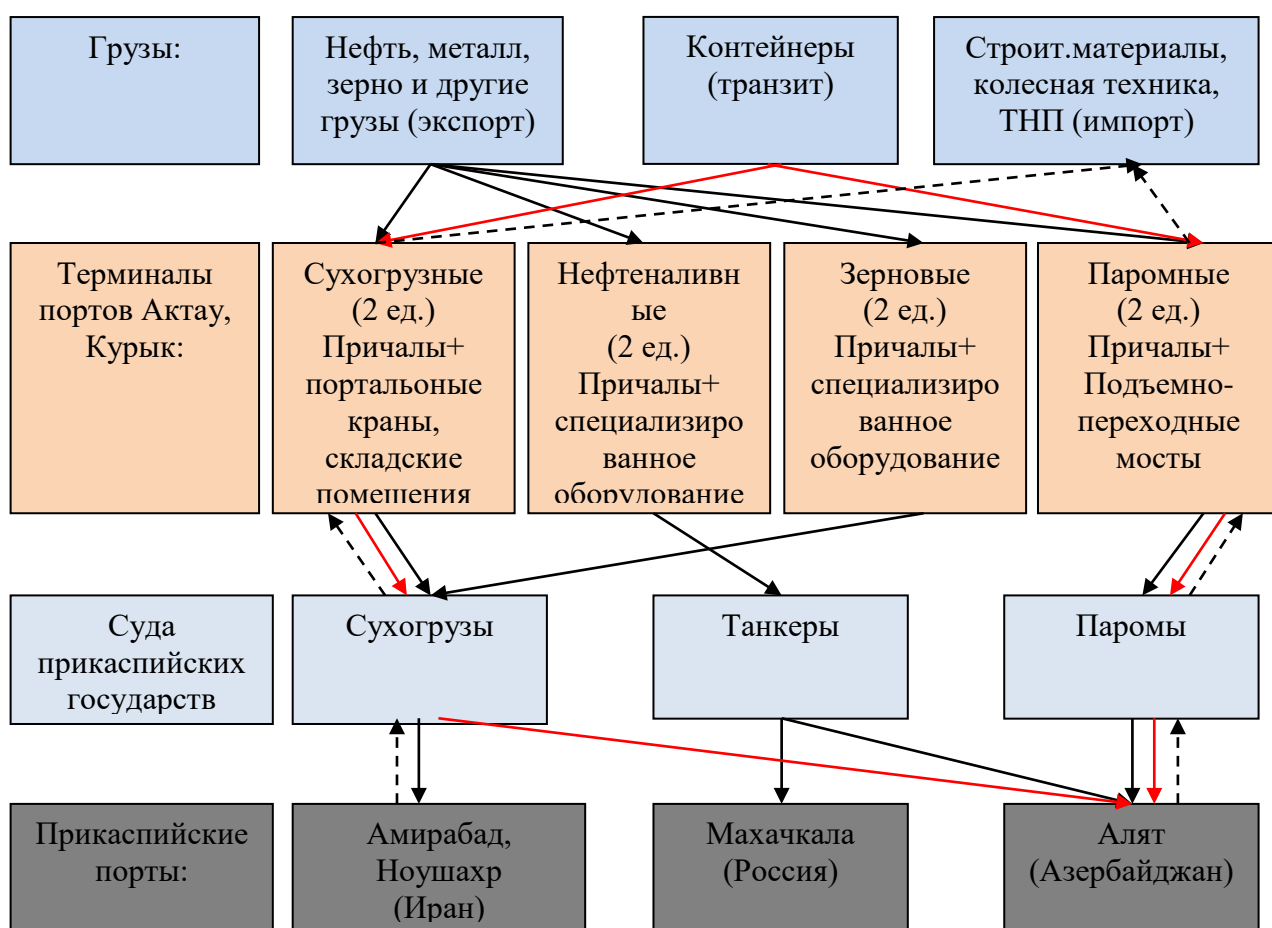 Грузы:
Нефть, металл,
зерно и другие
грузы (экспорт)
Контейнеры
(транзит)
Строит.материалы,
колесная техника,
ТНП (импорт)
Терминалы
портов Актау,
Курык:
Сухогрузные
(2 ед.)
Причалы+
портальоные
краны,
складские
помещения
Нефтеналивн
ые
(2 ед.)
Причалы+
специализиро
ванное
оборудование
Зерновые
(2 ед.)
Причалы+
специализиро
ванное
оборудование
Паромные
(2 ед.)
Причалы+
Подъемно-
переходные
мосты
Суда
прикаспийских
государств
Сухогрузы
Танкеры
Паромы
Прикаспийские
порты:
Амирабад,
Ноушахр
(Иран)
Махачкала
(Россия)
Алят
(Азербайджан)